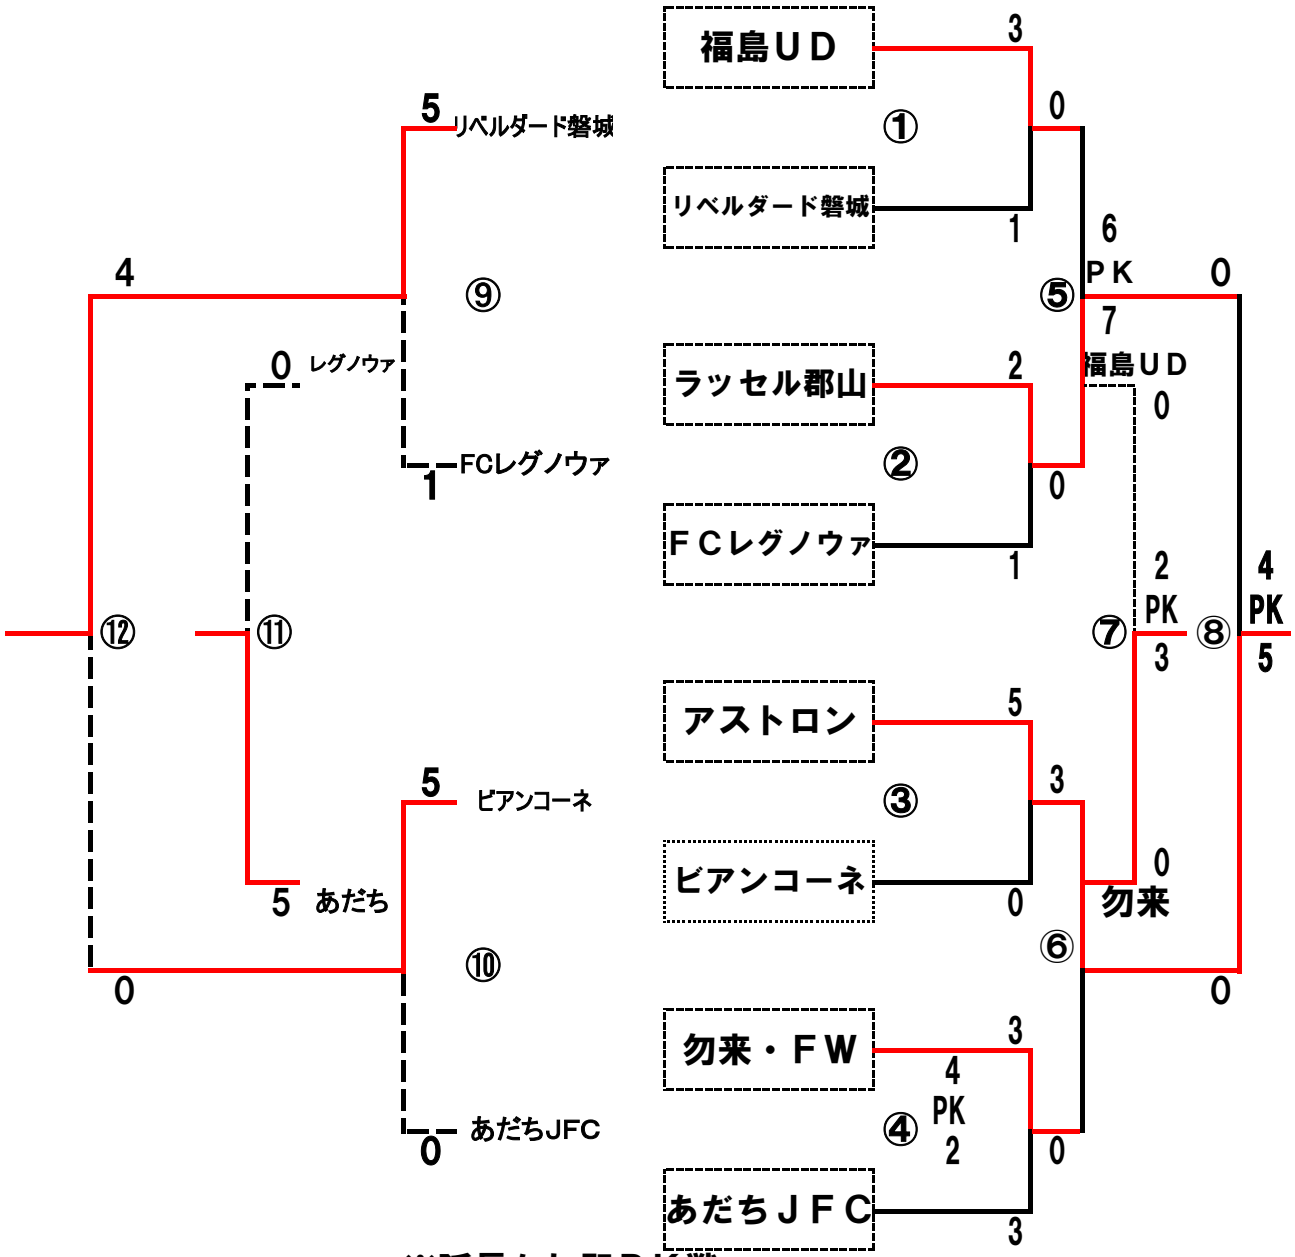 福島ＵＤ
3
0
①
5
リベルダード磐城
リベルダード磐城
1
6
ＰＫ
7
4
⑨
⑤
0
0
レグノウァ
ラッセル郡山
2
福島ＵＤ
0
②
FCレグノウァ
1
0
ＦＣレグノウァ
1
2
PK
3
4
PK
5
⑫
⑪
⑦
⑧
アストロン
5
5
ビアンコーネ
③
3
ビアンコーネ
0
0
勿来
5
あだち
⑩
⑥
0
0
勿来・ＦＷ
3
4
PK
2
④
0
あだちJFC
0
あだちＪＦＣ
3